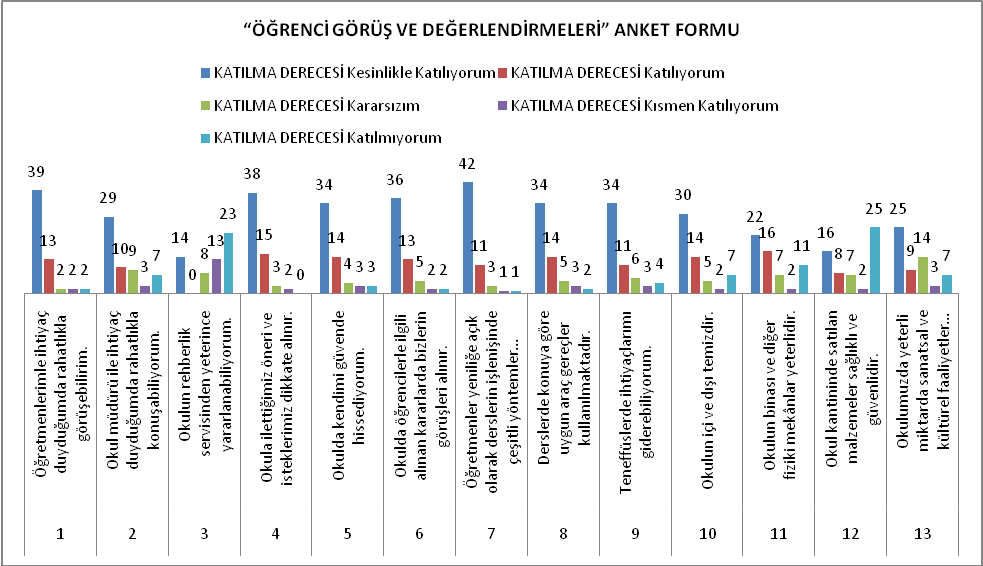 “ÖĞRENCİ GÖRÜŞ VE DEĞERLENDİRMELERİ” ANKET FORMU
KATILMA DERECESİ Kesinlikle Katılıyorum
KATILMA DERECESİ Katılıyorum
KATILMA DERECESİ Kararsızım
KATILMA DERECESİ Kısmen Katılıyorum
KATILMA DERECESİ Katılmıyorum
39 13 2 2 2
29 10 9 3 7
14 0 8 13 23
38 15 3 2 0
34 14 4 3 3
36 13 5 2 2
42 11 3 1 1
34 14 5 3 2
34 11 6 3 4
30 14 5 2 7
22 16 7 2 11
16 8 7 2 25
25 9 14 3 7
Öğretmenlerimle ihtiyaç
duyduğumda rahatlıkla
görüşebilirim.
Okul müdürü ile ihtiyaç
duyduğumda rahatlıkla
konuşabiliyorum.
Okulun rehberlik
servisinden yeterince
yararlanabiliyorum.
Okula ilettiğimiz öneri ve
isteklerimiz dikkate alınır.
Okulda kendimi güvende
hissediyorum.
Okulda öğrencilerle ilgili
alınan kararlarda bizlerin
görüşleri alınır.
Öğretmenler yeniliğe açık
olarak derslerin işlenişinde
çeşitli yöntemler...
Derslerde konuya göre
uygun araç gereçler
kullanılmaktadır.
Teneffüslerde ihtiyaçlarımı
giderebiliyorum.
Okulun içi ve dışı temizdir.
Okulun binası ve diğer
fiziki mekânlar yeterlidir.
Okul kantininde satılan
malzemeler sağlıklı ve
güvenlidir.
Okulumuzda yeterli
miktarda sanatsal ve
kültürel faaliyetler...
1 2 3 4 5 6 7 8 9 10 11 12 13